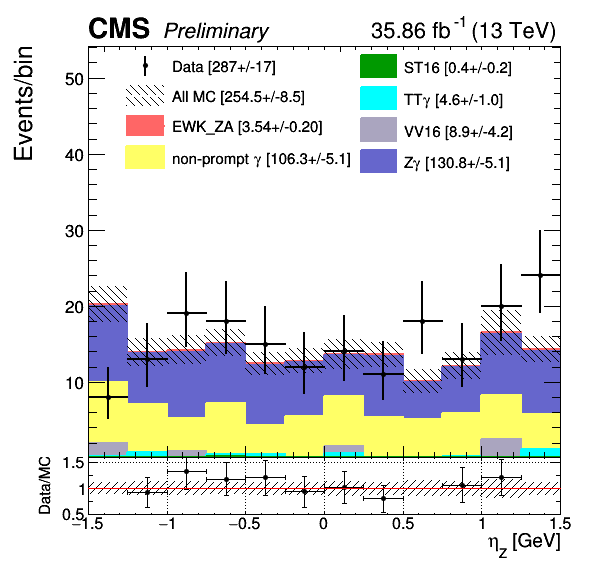 CMS Preliminary 35.86 fb⁻¹ (13 TeV)
Events/bin
Data [287+/-17]
All MC [254.5+/-8.5]
EWK_ZA [3.54+/-0.20]
non-prompt γ [106.3+/-5.1]
ST16 [0.4+/-0.2]
TTγ [4.6+/-1.0]
VV16 [8.9+/-4.2]
Zγ [130.8+/-5.1]
50
40
30
20
10
Data/MC
1.5
1
0.5
−1.5 −1 −0.5 0 0.5 1 1.5
η_Z [GeV]